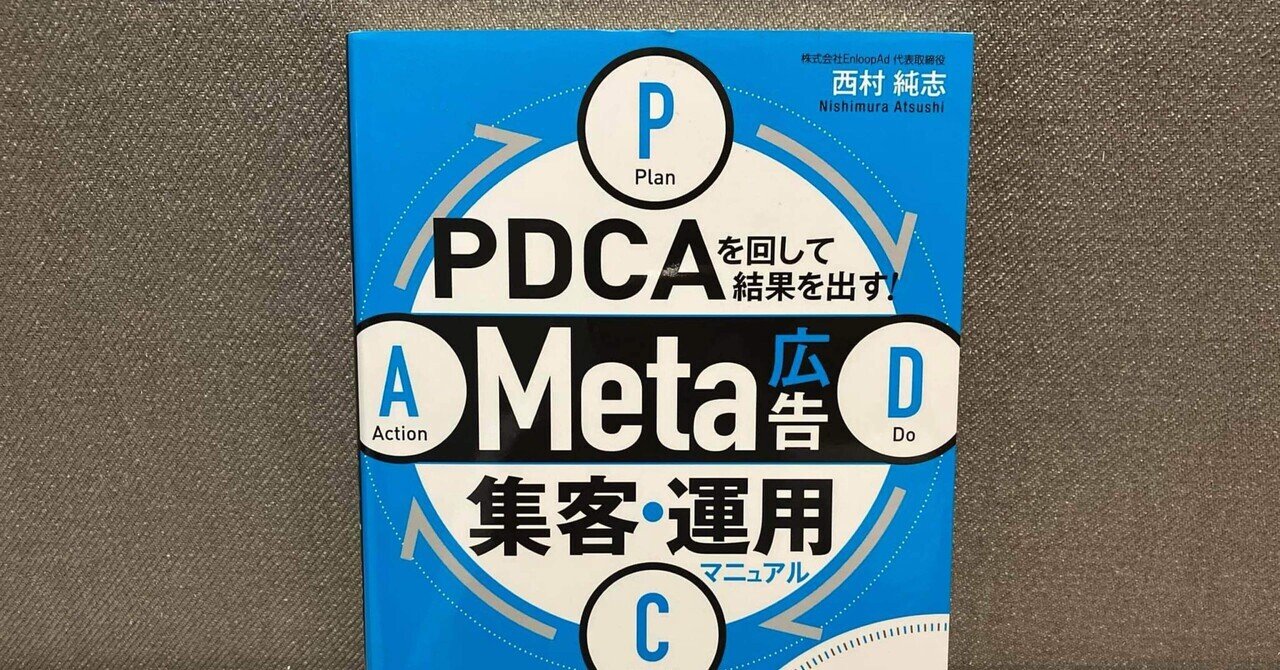 株式会社EnloopAd 代表取締役
西村 純志
Nishimura Atsushi
P
Plan
PDCAを回して
結果を出す!
A
Action
Meta広告
D
Do
集客・運用
マニュアル
C